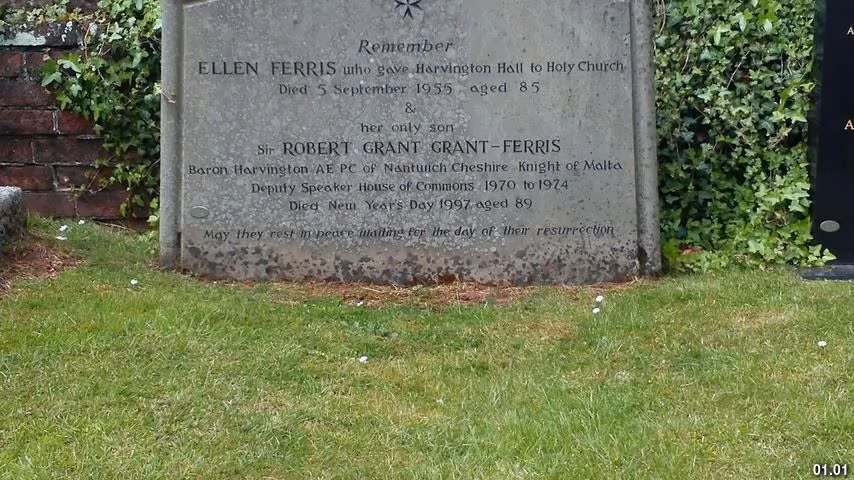 Remember
ELLEN FERRIS who gave Harvington Hall to Holy Church
Died 5 September 1955 aged 85
&
her only son
Sir ROBERT GRANT GRANT-FERRIS
Baron Harvington AE PC of Nantwich Cheshire Knight of Malta
Deputy Speaker House of Commons 1970 to 1974
Died New Year's Day 1997 aged 89
May they rest in peace waiting for the day of their resurrection
A
A
01.01